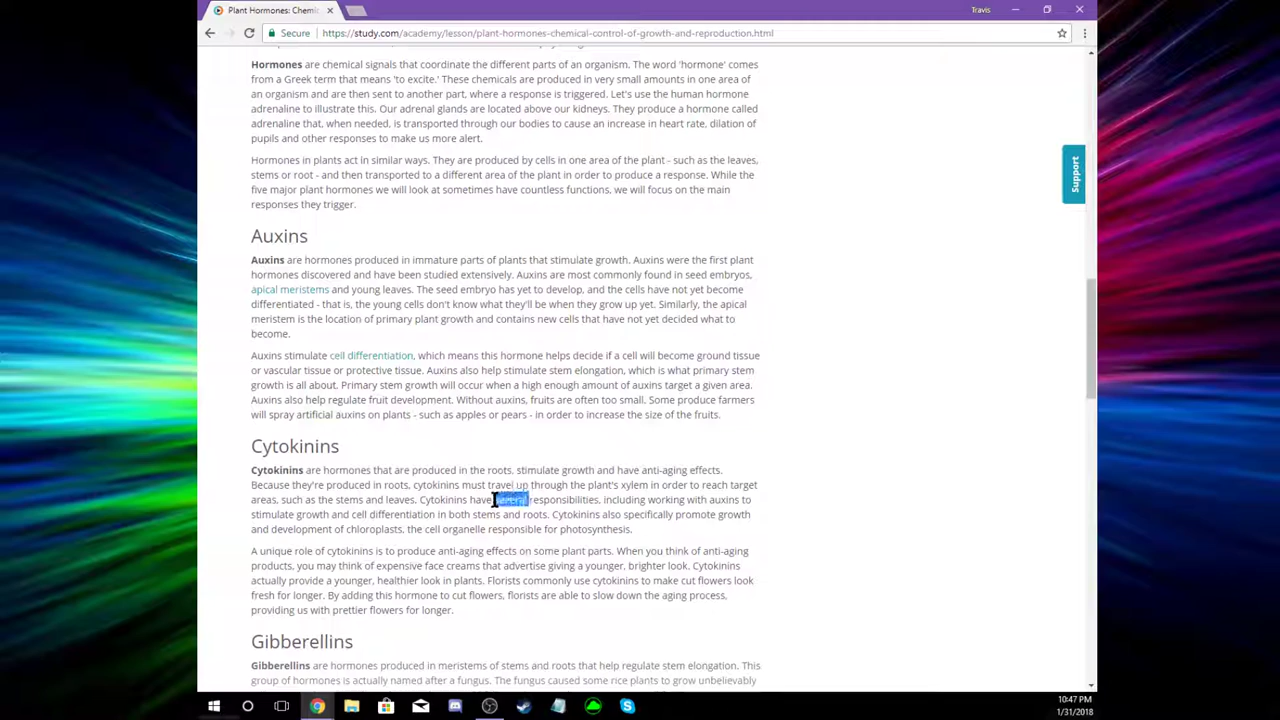 Plant Hormones: Chemic
Travis
Secure
https://study.com/academy/lesson/plant-hormones-chemical-control-of-growth-and-reproduction.html
Hormones are chemical signals that coordinate the different parts of an organism. The word 'hormone' comes
from a Greek term that means 'to excite.' These chemicals are produced in very small amounts in one area of
an organism and are then sent to another part, where a response is triggered. Let's use the human hormone
adrenaline to illustrate this. Our adrenal glands are located above our kidneys. They produce a hormone called
adrenaline that, when needed, is transported through our bodies to cause an increase in heart rate, dilation of
pupils and other responses to make us more alert.
Hormones in plants act in similar ways. They are produced by cells in one area of the plant - such as the leaves,
stems or root - and then transported to a different area of the plant in order to produce a response. While the
five major plant hormones we will look at sometimes have countless functions, we will focus on the main
responses they trigger.
Support
Auxins
Auxins are hormones produced in immature parts of plants that stimulate growth. Auxins were the first plant
hormones discovered and have been studied extensively. Auxins are most commonly found in seed embryos,
apical meristems and young leaves. The seed embryo has yet to develop, and the cells have not yet become
differentiated - that is, the young cells don't know what they'll be when they grow up yet. Similarly, the apical
meristem is the location of primary plant growth and contains new cells that have not yet decided what to
become.
Auxins stimulate cell differentiation, which means this hormone helps decide if a cell will become ground tissue
or vascular tissue or protective tissue. Auxins also help stimulate stem elongation, which is what primary stem
growth is all about. Primary stem growth will occur when a high enough amount of auxins target a given area.
Auxins also help regulate fruit development. Without auxins, fruits are often too small. Some produce farmers
will spray artificial auxins on plants - such as apples or pears - in order to increase the size of the fruits.
Cytokinins
Cytokinins are hormones that are produced in the roots, stimulate growth and have anti-aging effects.
Because they're produced in roots, cytokinins must travel up through the plant's xylem in order to reach target
areas, such as the stems and leaves. Cytokinins have responsibilities, including working with auxins to
stimulate growth and cell differentiation in both stems and roots. Cytokinins also specifically promote growth
and development of chloroplasts, the cell organelle responsible for photosynthesis.
A unique role of cytokinins is to produce anti-aging effects on some plant parts. When you think of anti-aging
products, you may think of expensive face creams that advertise giving a younger, brighter look. Cytokinins
actually provide a younger, healthier look in plants. Florists commonly use cytokinins to make cut flowers look
fresh for longer. By adding this hormone to cut flowers, florists are able to slow down the aging process,
providing us with prettier flowers for longer.
Gibberellins
Gibberellins are hormones produced in meristems of stems and roots that help regulate stem elongation. This
group of hormones is actually named after a fungus. The fungus caused some rice plants to grow unbelievably
10:47 PM
1/31/2018